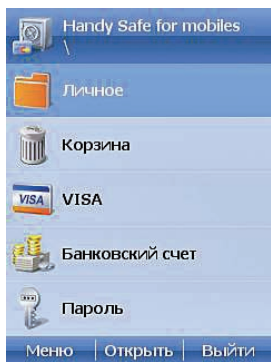 Handy Safe for mobiles
\
Личное
Корзина
VISA VISA
Банковский счет
Пароль
Меню Открыть Выйти